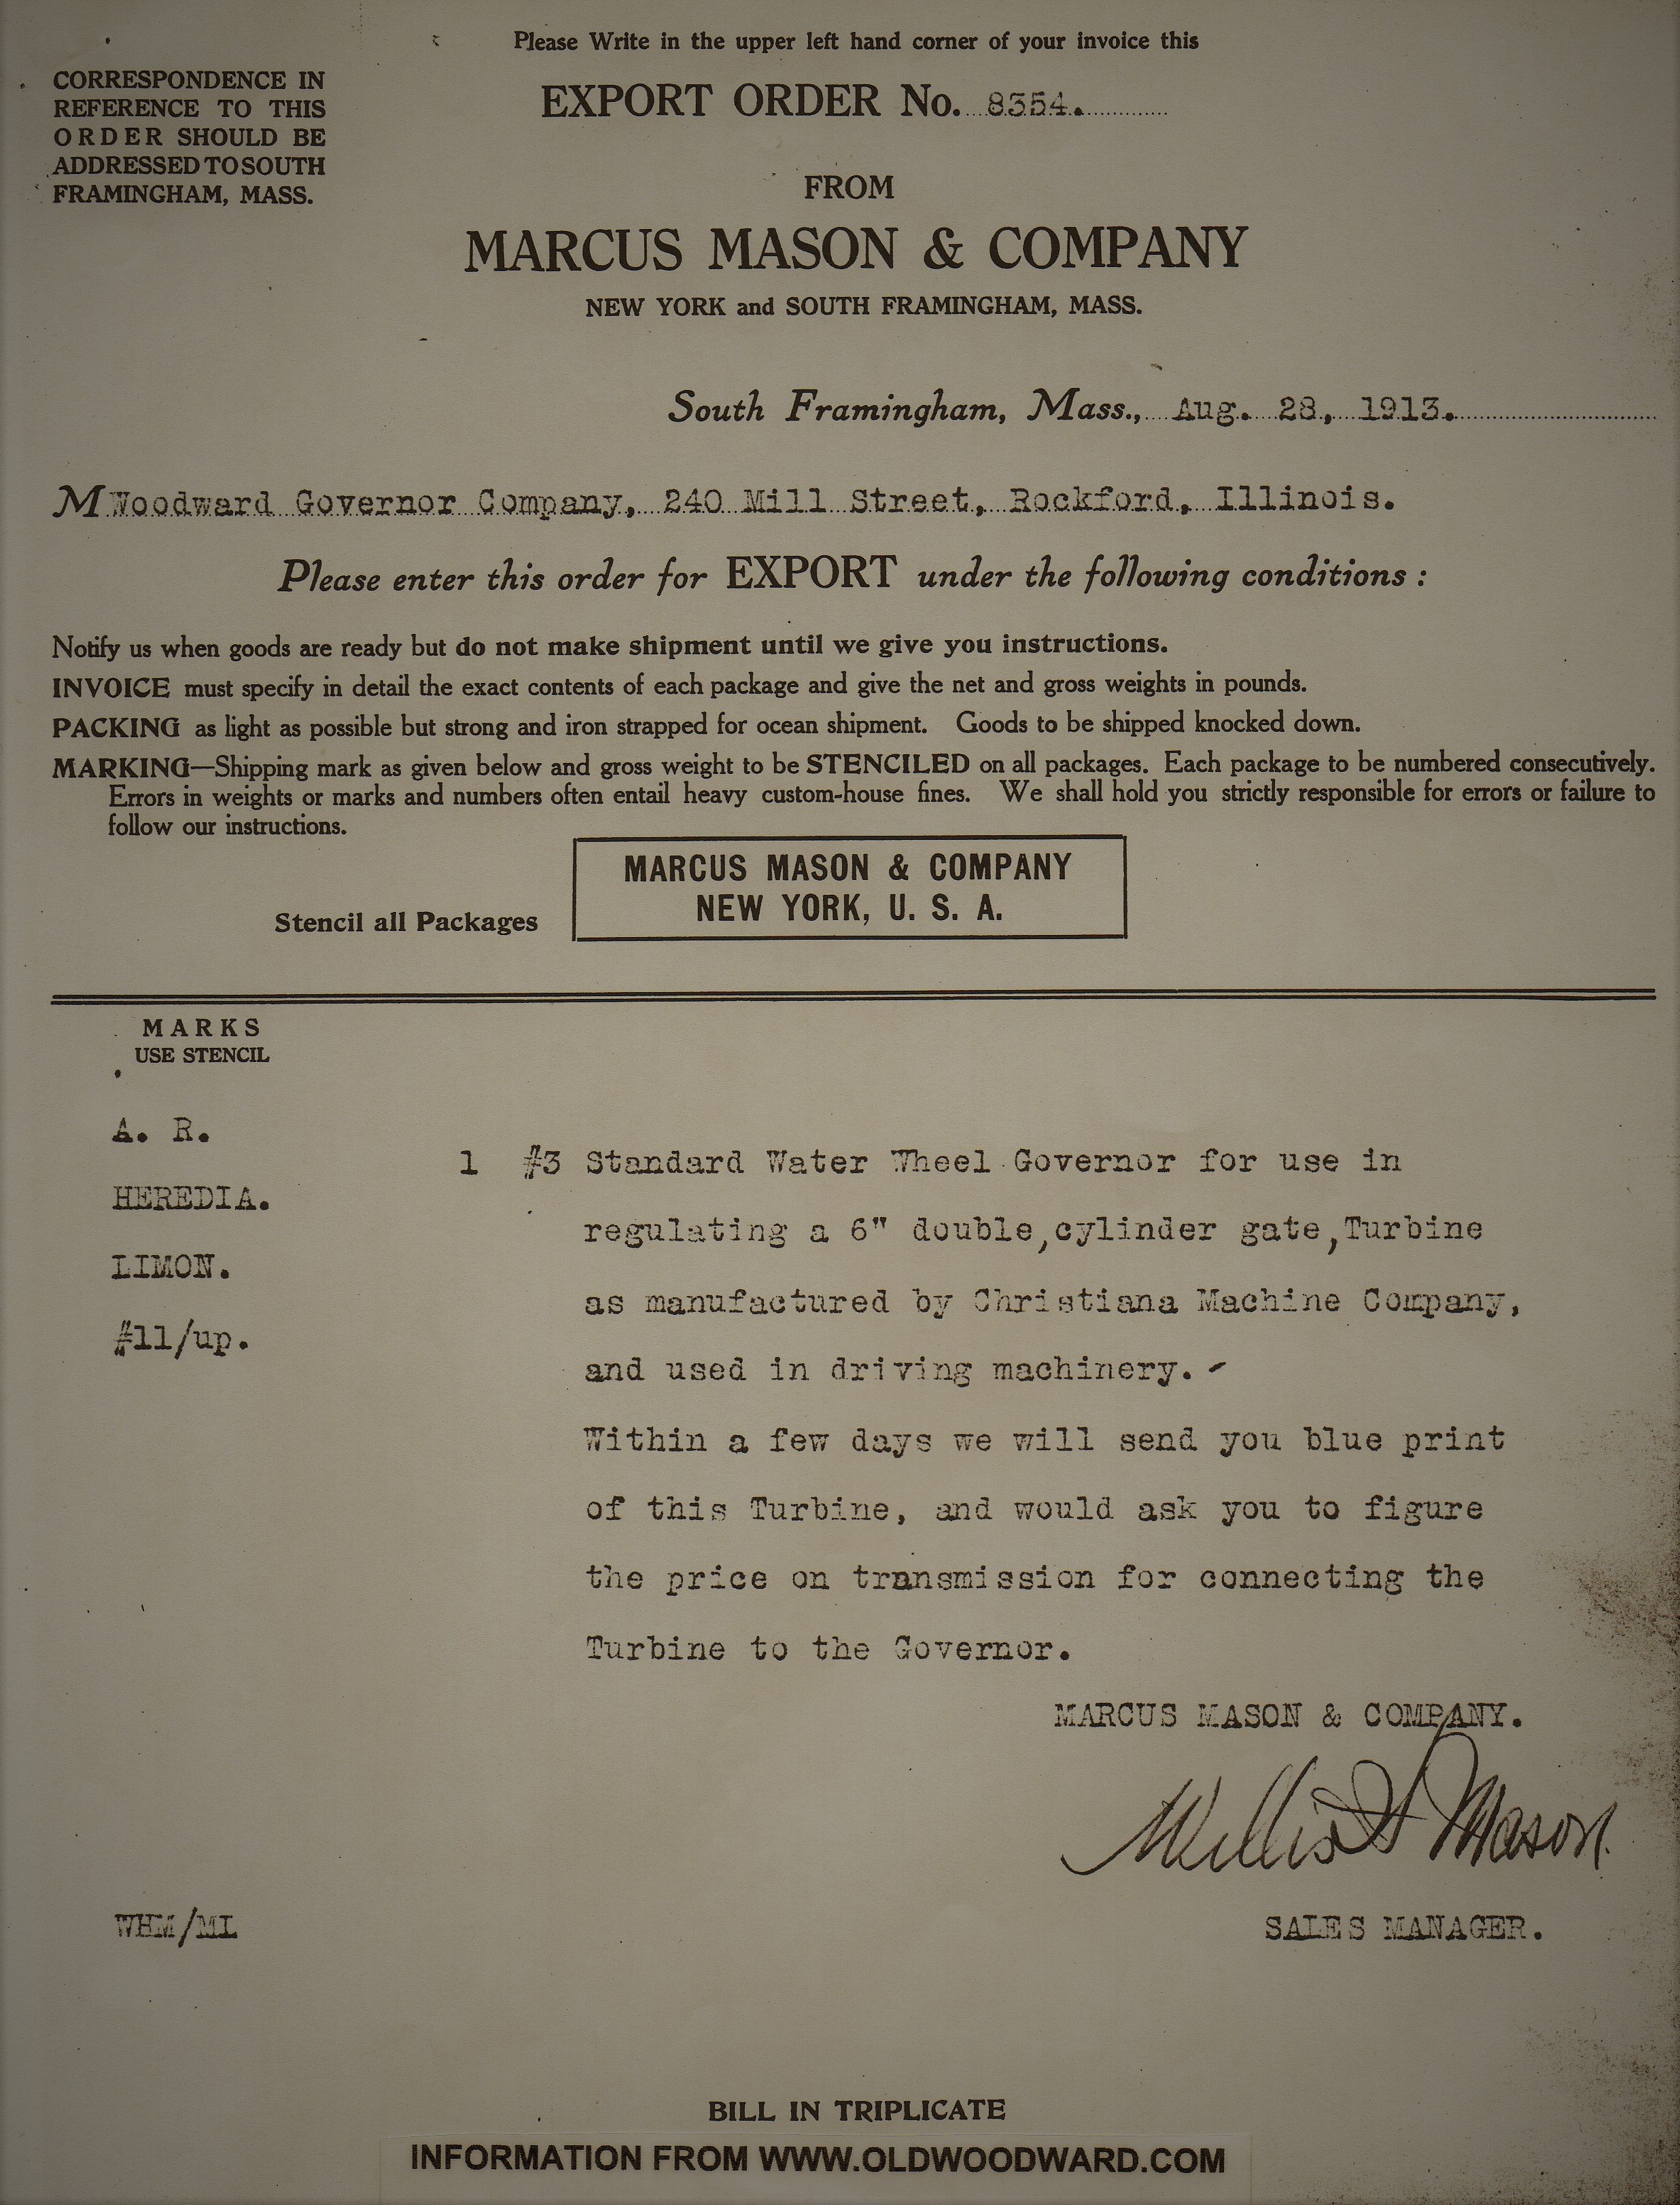 Please Write in the upper left hand corner of your invoice this
CORRESPONDENCE IN
REFERENCE TO THIS
ORDER SHOULD BE
ADDRESSED TO SOUTH
FRAMINGHAM, MASS.
EXPORT ORDER No. 8354.
FROM
MARCUS MASON & COMPANY
NEW YORK and SOUTH FRAMINGHAM, MASS.
South Framingham, Mass., Aug. 28, 1913.
M Woodward Governor Company, 240 Mill Street, Rockford, Illinois.
Please enter this order for EXPORT under the following conditions :
Notify us when goods are ready but do not make shipment until we give you instructions.
INVOICE must specify in detail the exact contents of each package and give the net and gross weights in pounds.
PACKING as light as possible but strong and iron strapped for ocean shipment. Goods to be shipped knocked down.
MARKING—Shipping mark as given below and gross weight to be STENCILED on all packages. Each package to be numbered consecutively.
Errors in weights or marks and numbers often entail heavy custom-house fines. We shall hold you strictly responsible for errors or failure to
follow our instructions.
Stencil all Packages
MARCUS MASON & COMPANY
NEW YORK, U. S. A.
MARKS
USE STENCIL
A. R.
HEREDIA.
LIMON.
#11/up.
1 #3 Standard Water Wheel Governor for use in
regulating a 6" double,cylinder gate,Turbine
as manufactured by Christiana Machine Company,
and used in driving machinery.
Within a few days we will send you blue print
of this Turbine, and would ask you to figure
the price on transmission for connecting the
Turbine to the Governor.
MARCUS MASON & COMPANY.
Willis H Mason.
WHM/ML
SALES MANAGER.
BILL IN TRIPLICATE
INFORMATION FROM WWW.OLDWOODWARD.COM